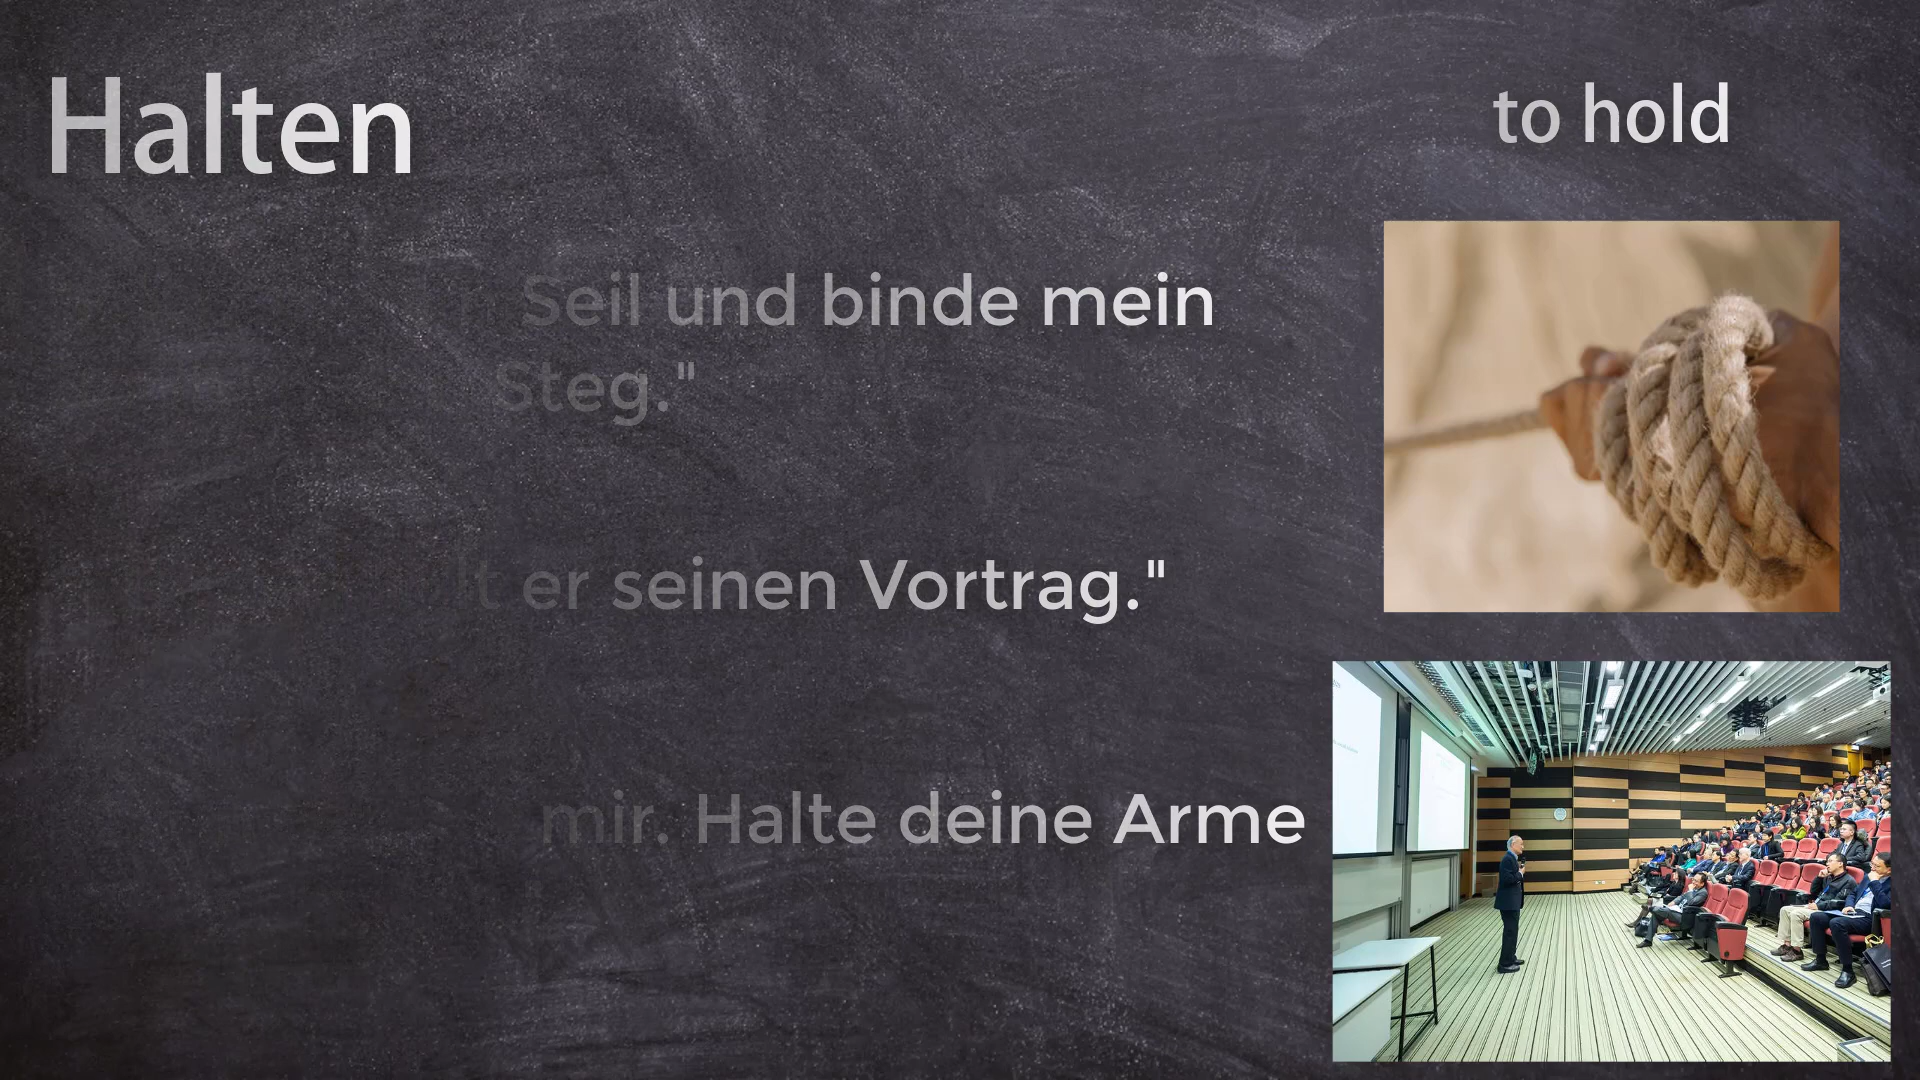 Halten
to hold
Seil und binde mein
Steg."
er seinen Vortrag."
mir. Halte deine Arme